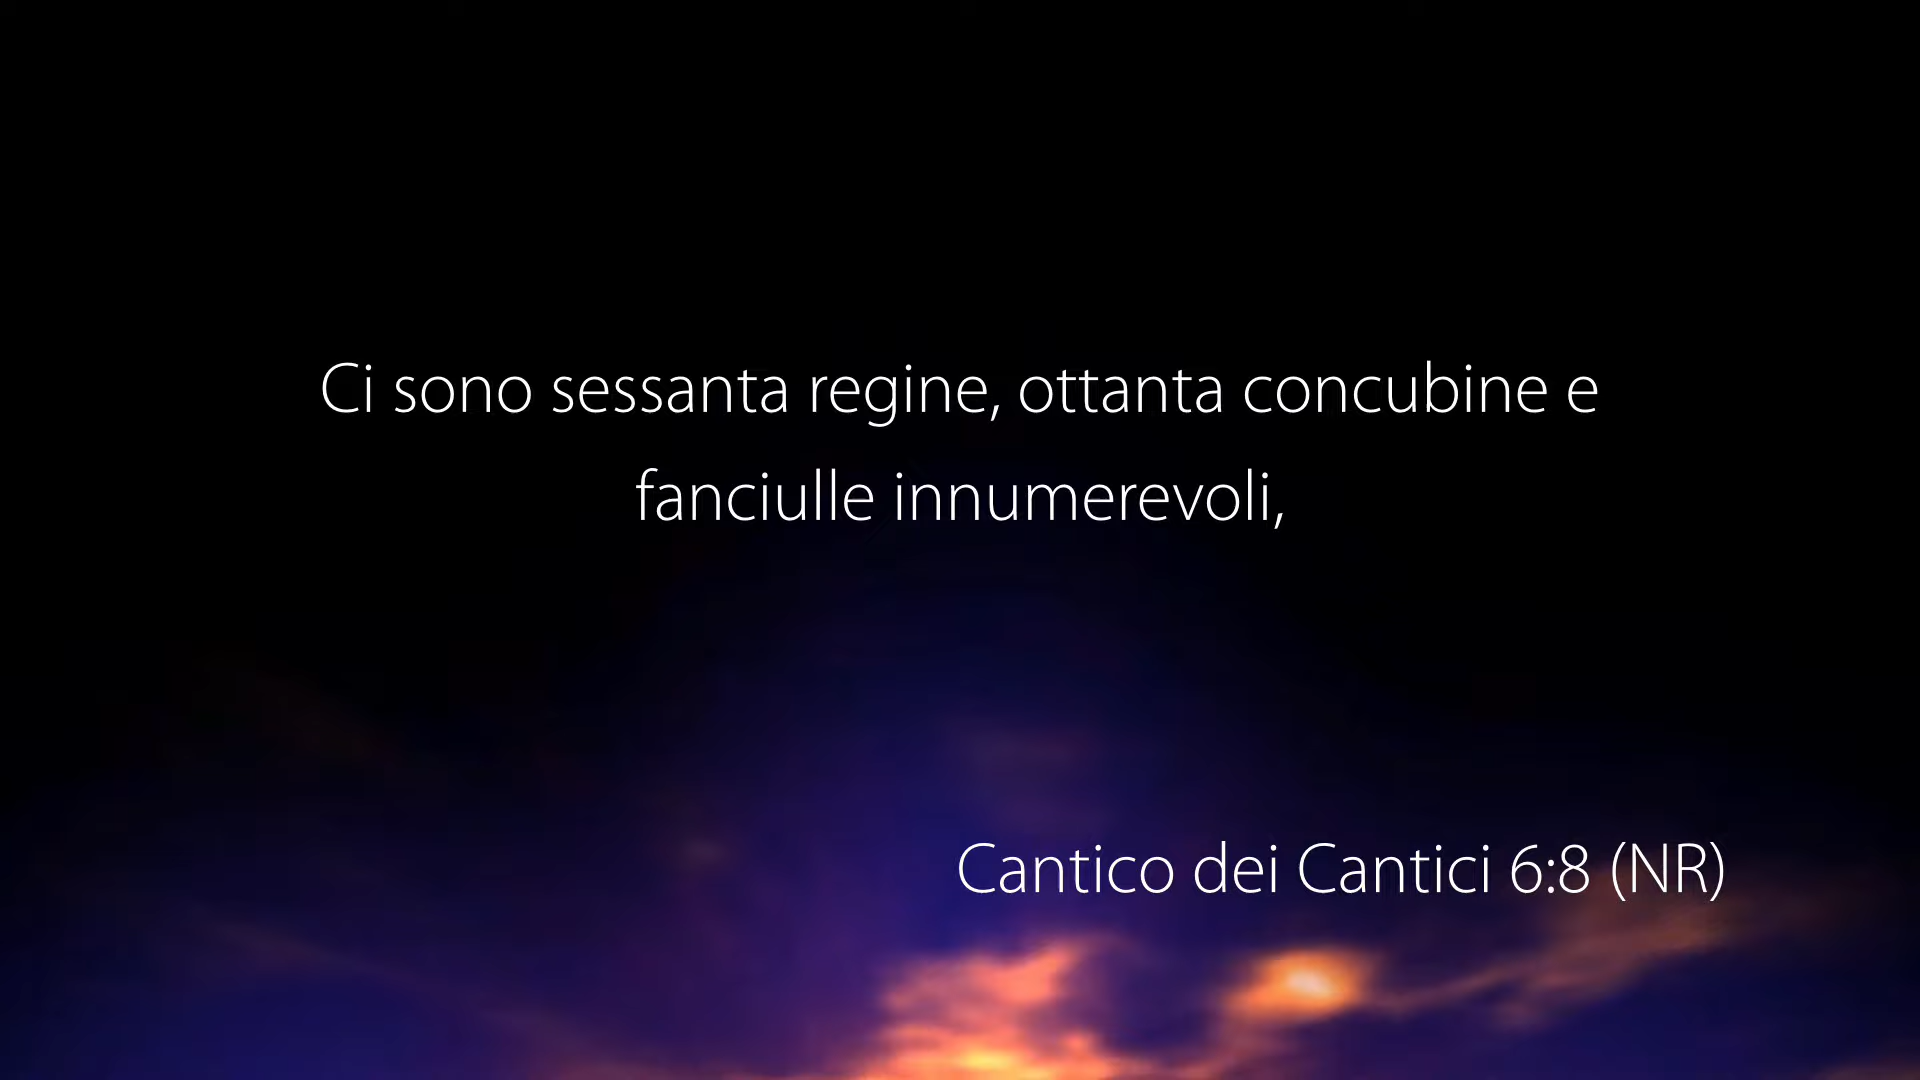 Ci sono sessanta regine, ottanta concubine e
fanciulle innumerevoli,
Cantico dei Cantici 6:8 (NR)